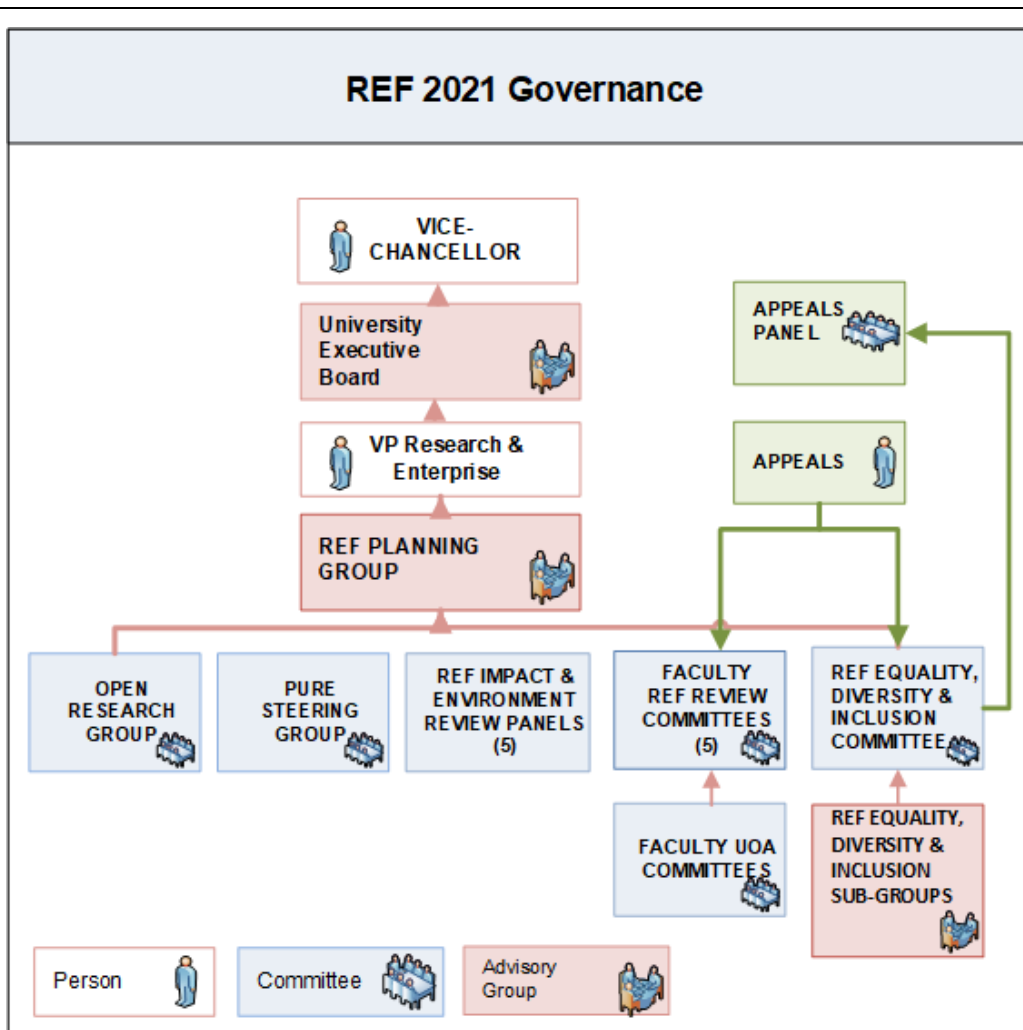 REF 2021 Governance
VICE-
CHANCELLOR
University
Executive
Board
APPEALS
PANEL
VP Research &
Enterprise
APPEALS
REF PLANNING
GROUP
OPEN
RESEARCH
GROUP
PURE
STEERING
GROUP
REF IMPACT &
ENVIRONMENT
REVIEW PANELS
(5)
FACULTY
REF REVIEW
COMMITTEES
(5)
REF EQUALITY,
DIVERSITY &
INCLUSION
COMMITTEE
FACULTY UOA
COMMITTEES
REF EQUALITY,
DIVERSITY &
INCLUSION
SUB-GROUPS
Person
Committee
Advisory
Group